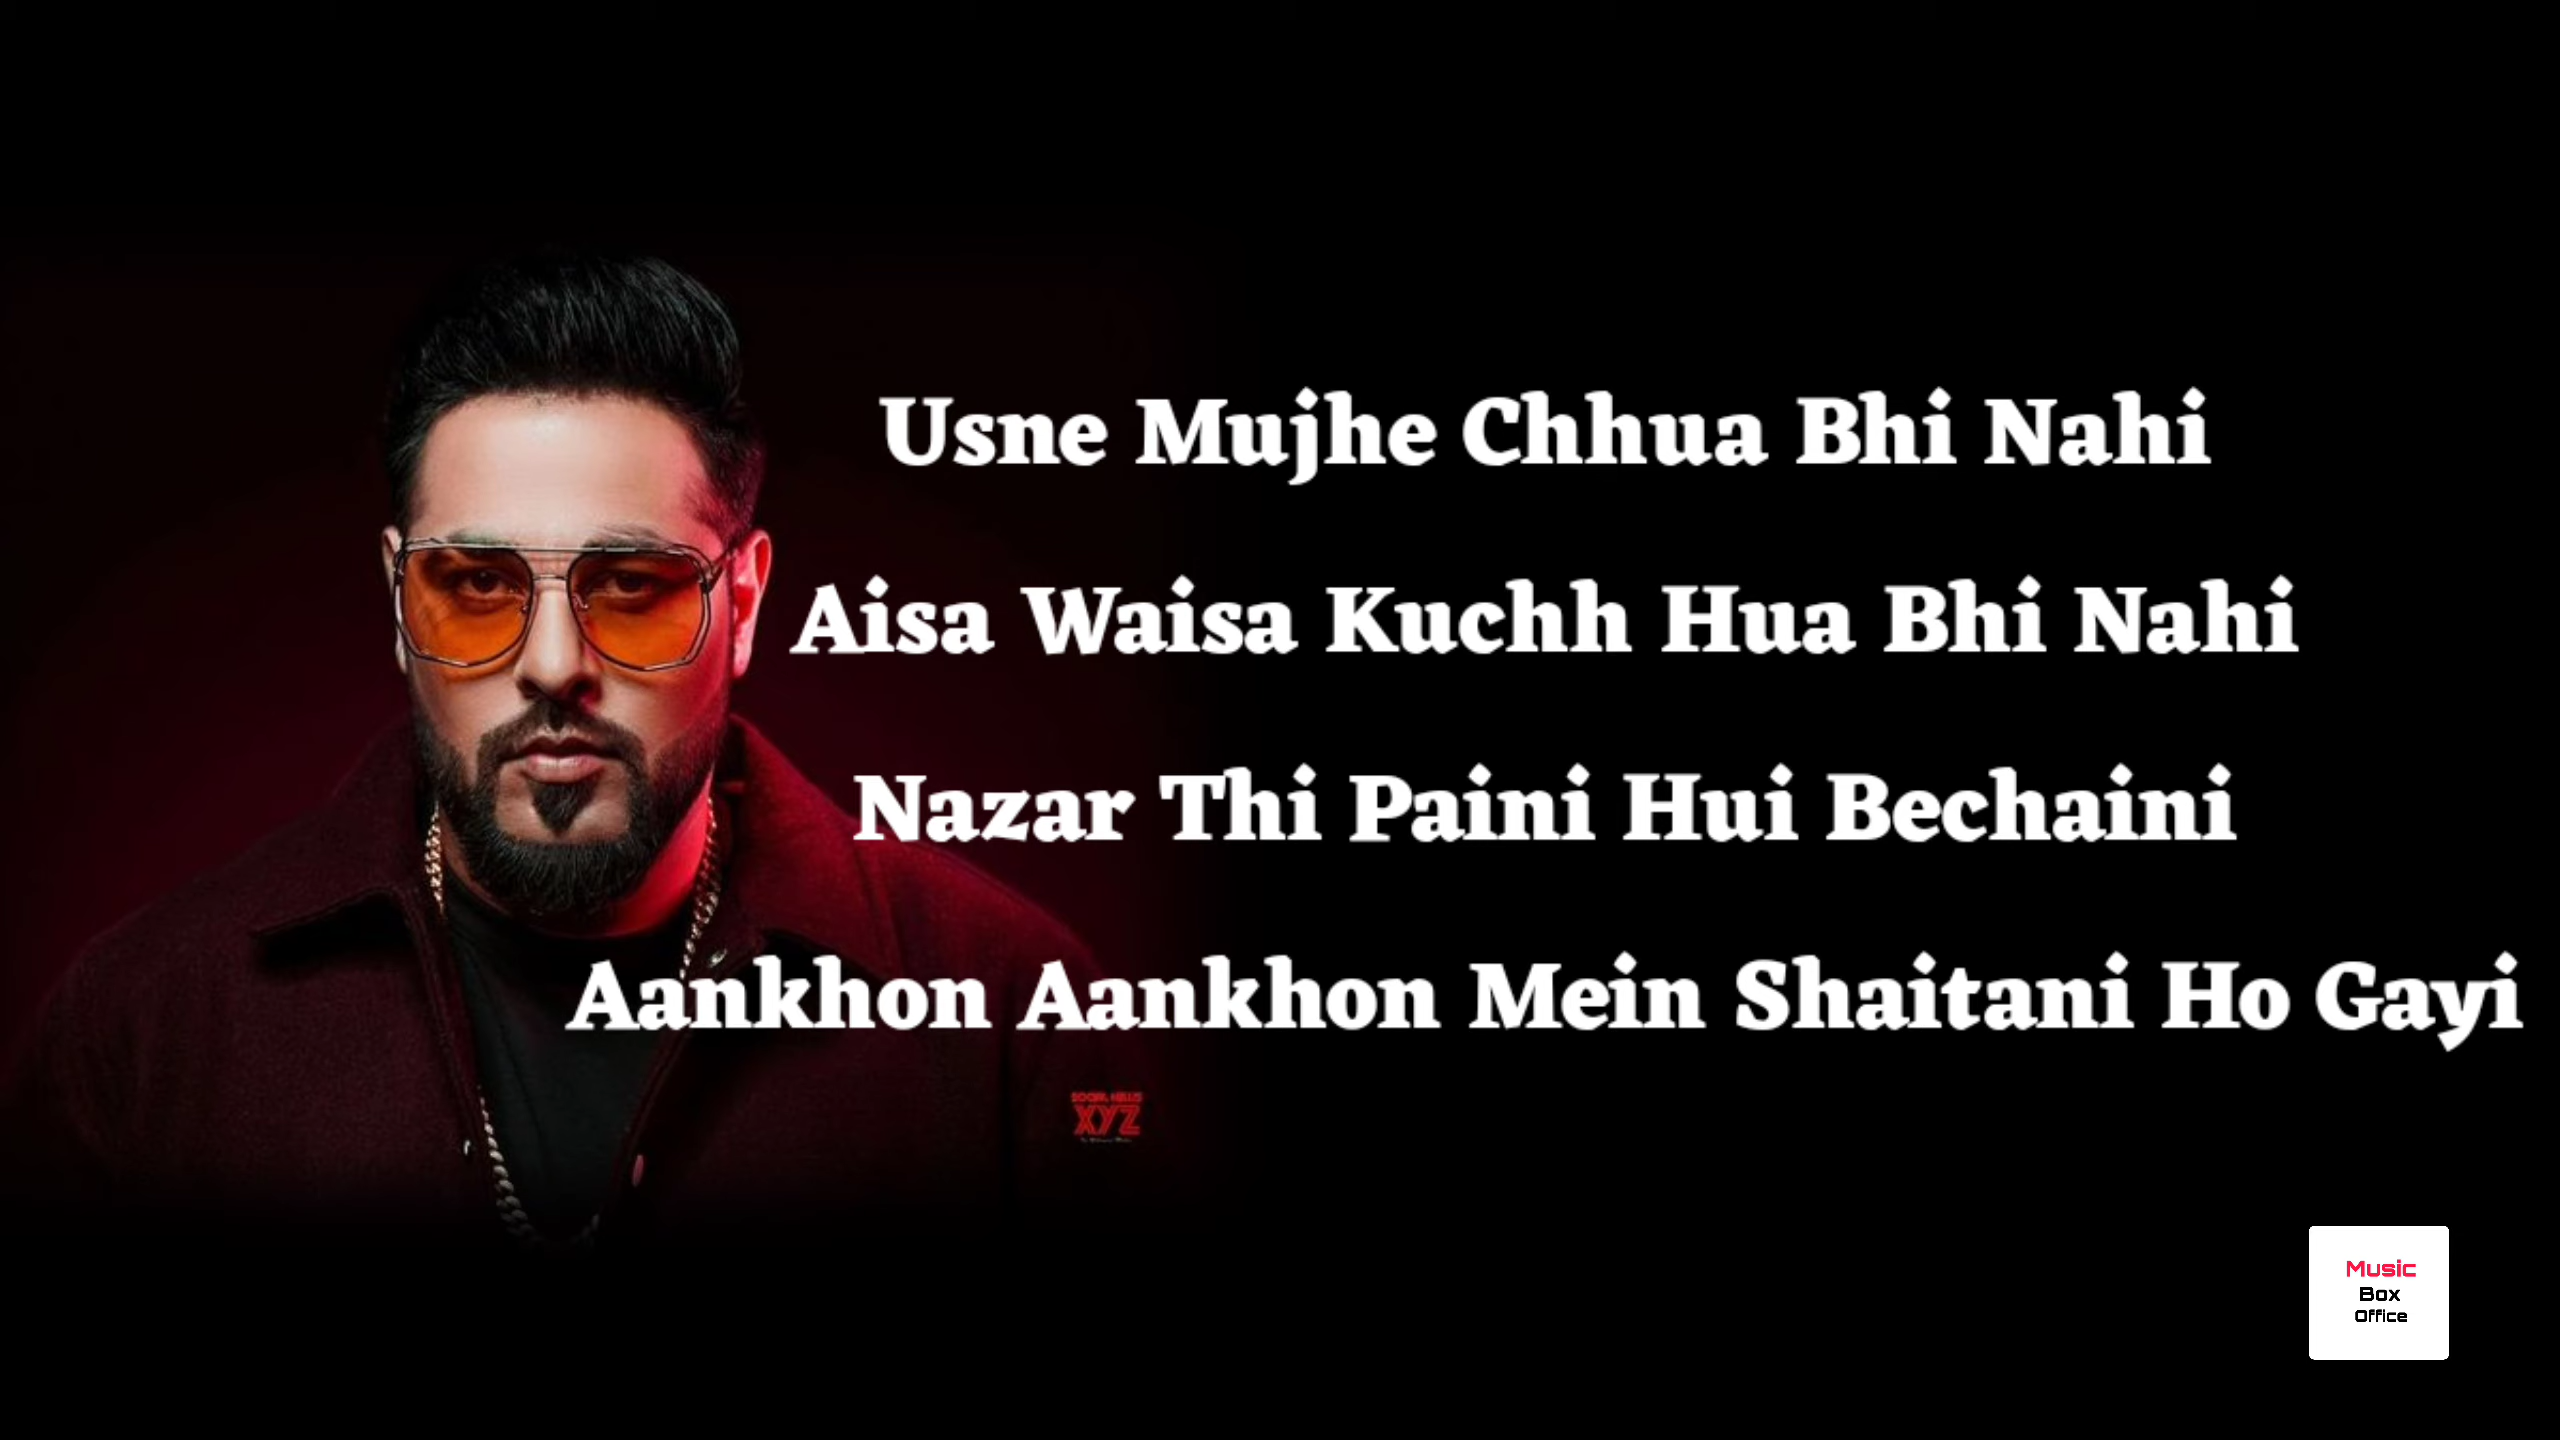 Usne Mujhe Chhua Bhi Nahi
Aisa Waisa Kuchh Hua Bhi Nahi
Nazar Thi Paini Hui Bechaini
Aankhon Aankhon Mein Shaitani Ho Gayi
XYZ
Music
Box
Office